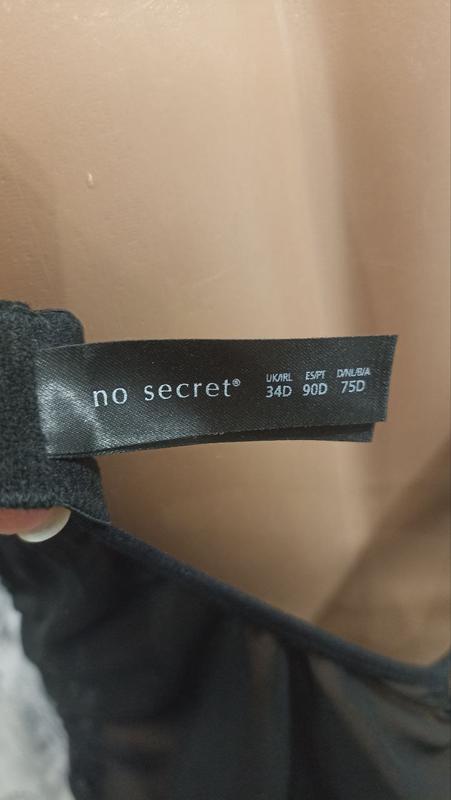 no secret®
UK/IRL ES/PT D/NL/B/A
34D 90D 75D